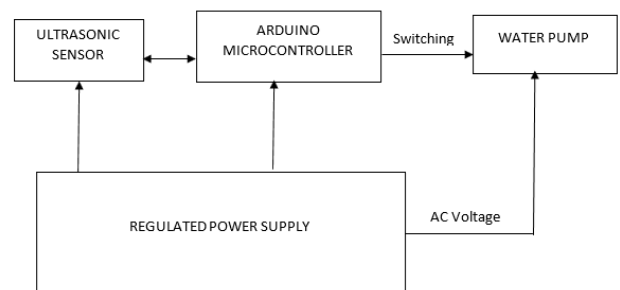 ULTRASONIC
SENSOR
ARDUINO
MICROCONTROLLER
Switching
WATER PUMP
REGULATED POWER SUPPLY
AC Voltage